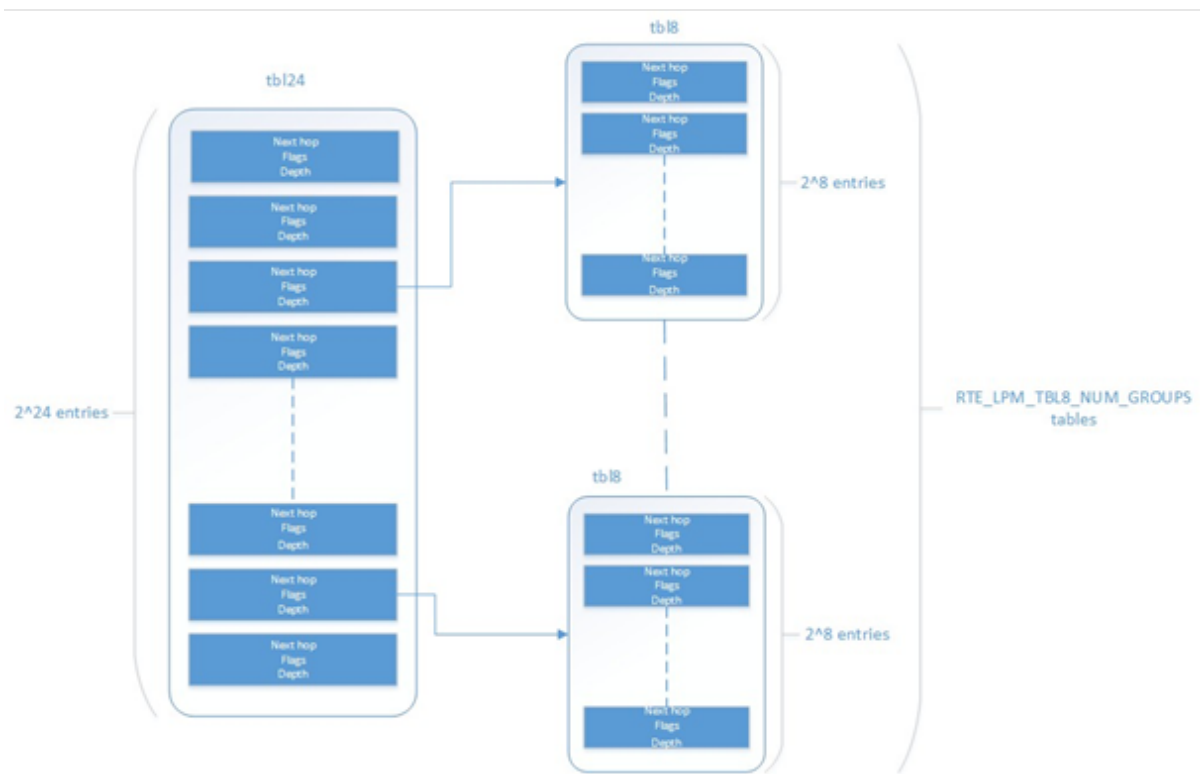 tbl24
Next hop
Flags
Depth
Next hop
Flags
Depth
Next hop
Flags
Depth
Next hop
Flags
Depth
Next hop
Flags
Depth
Next hop
Flags
Depth
Next hop
Flags
Depth
2^24 entries
tbl8
Next hop
Flags
Depth
Next hop
Flags
Depth
Next hop
Flags
Depth
2^8 entries
tbl8
Next hop
Flags
Depth
Next hop
Flags
Depth
Next hop
Flags
Depth
2^8 entries
RTE_LPM_TBL8_NUM_GROUPS
tables